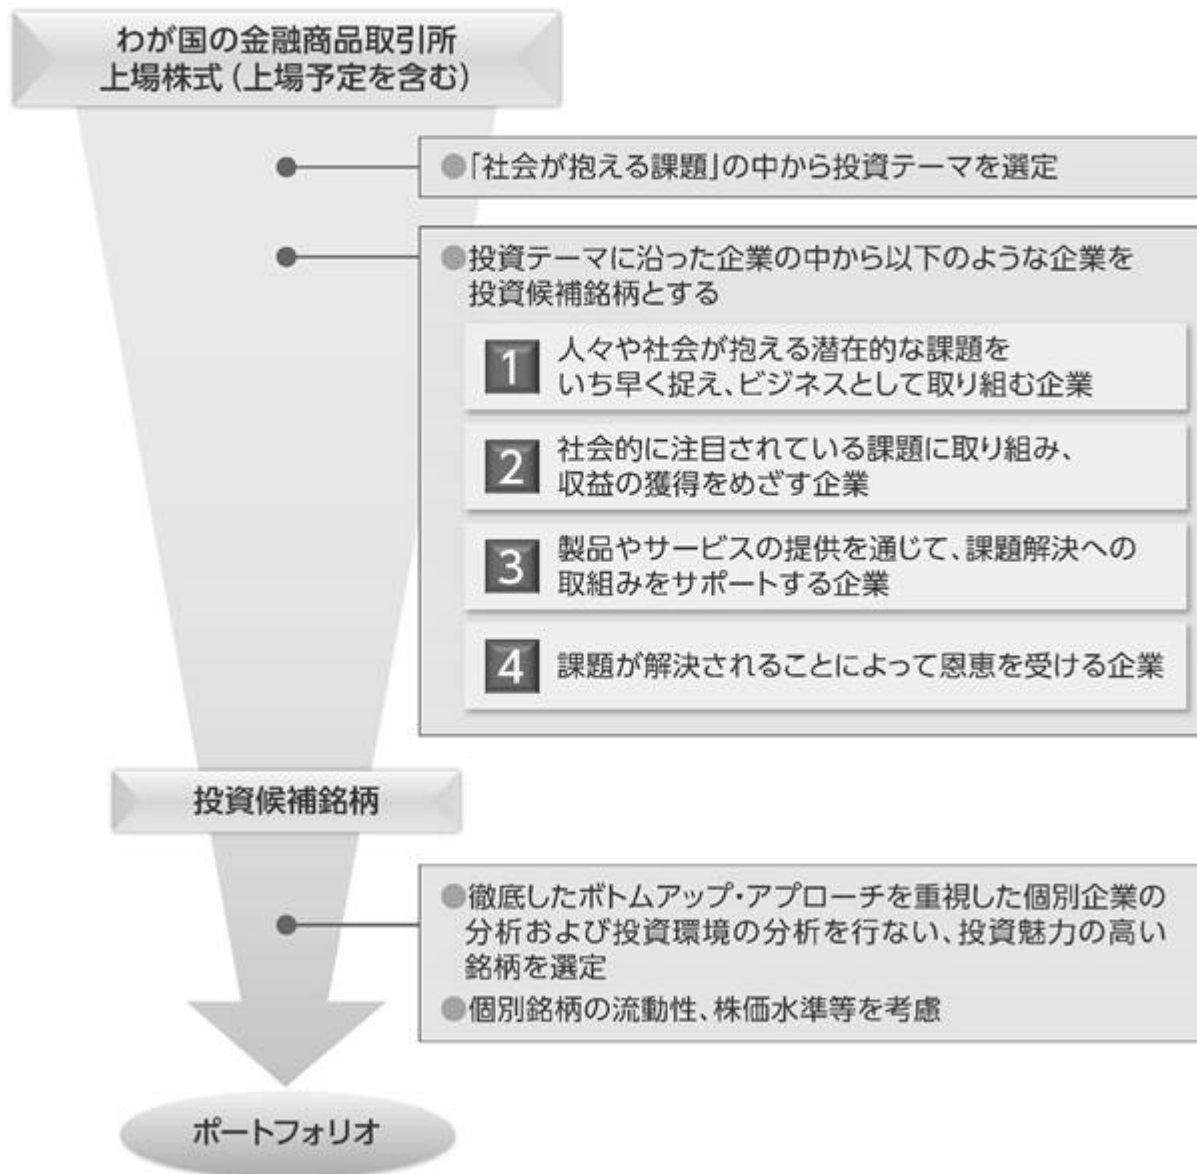 わが国の金融商品取引所
上場株式(上場予定を含む)
●「社会が抱える課題」の中から投資テーマを選定
●投資テーマに沿った企業の中から以下のような企業を
投資候補銘柄とする
1 人々や社会が抱える潜在的な課題を
いち早く捉え、ビジネスとして取り組む企業
2 社会的に注目されている課題に取り組み、
収益の獲得をめざす企業
3 製品やサービスの提供を通じて、課題解決への
取組みをサポートする企業
4 課題が解決されることによって恩恵を受ける企業
投資候補銘柄
●徹底したボトムアップ・アプローチを重視した個別企業の
分析および投資環境の分析を行ない、投資魅力の高い
銘柄を選定
●個別銘柄の流動性、株価水準等を考慮
ポートフォリオ